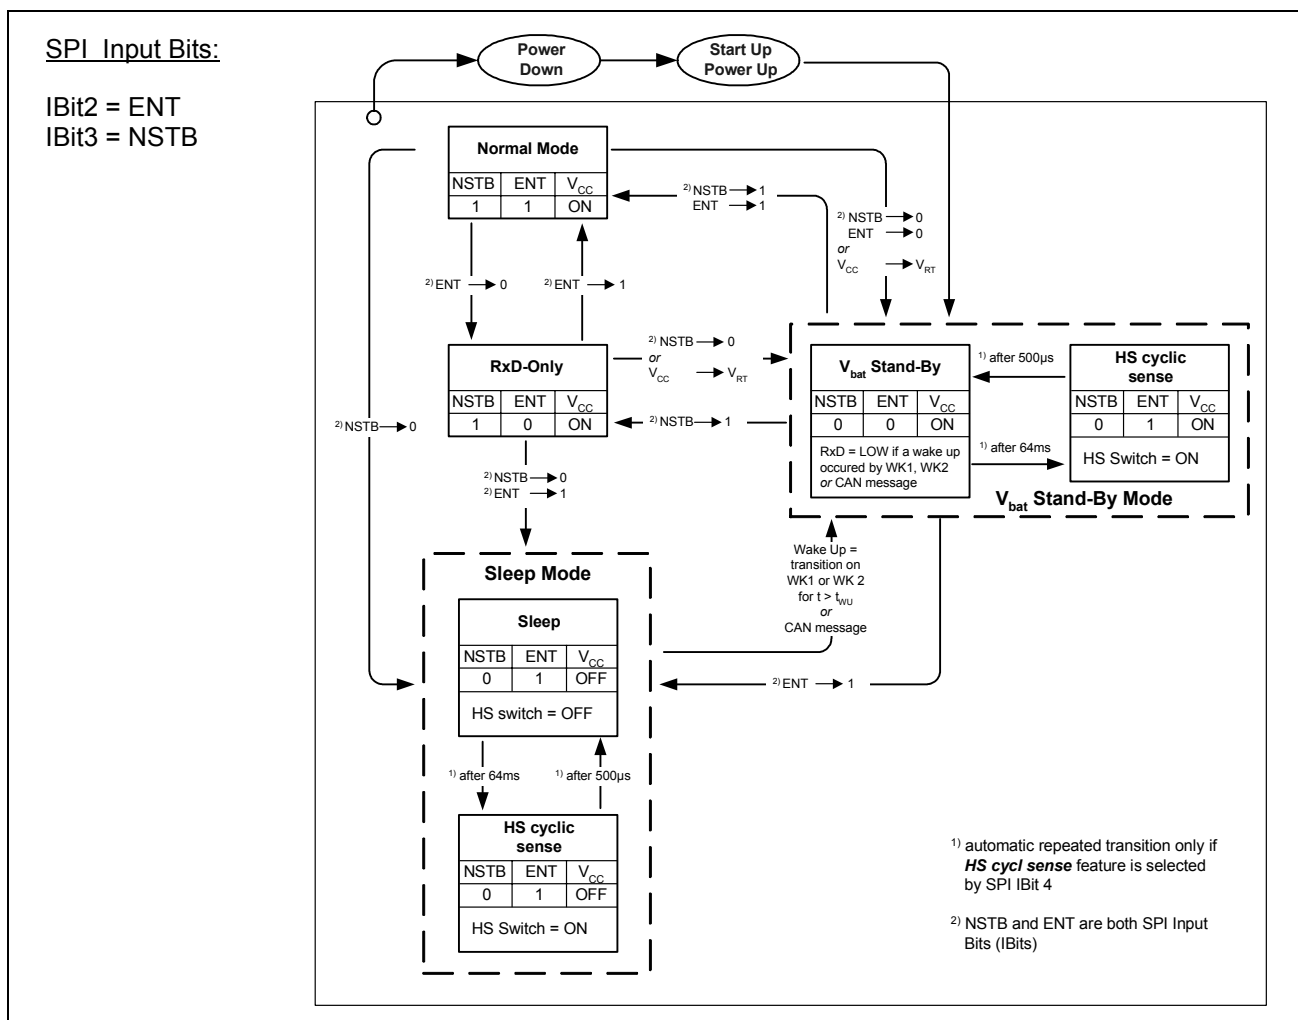 SPI Input Bits:
IBit2 = ENT
IBit3 = NSTB
Power
Down
Start Up
Power Up
Normal Mode
NSTB ENT VCC
1 1 ON
2) NSTB → 1
ENT → 1
2) NSTB → 0
ENT → 0
or
VCC → VRT
2) ENT → 0
2) ENT → 1
RxD-Only
NSTB ENT VCC
1 0 ON
2) NSTB → 0
or
VCC → VRT
2) NSTB → 1
Vbat Stand-By
NSTB ENT VCC
0 0 ON
RxD = LOW if a wake up
occured by WK1, WK2
or CAN message
1) after 500µs
1) after 64ms
HS cyclic
sense
NSTB ENT VCC
0 1 ON
HS Switch = ON
Vbat Stand-By Mode
2) NSTB → 0
2) NSTB → 0
2) ENT → 1
Wake Up =
transition on
WK1 or WK 2
for t > tWU
or
CAN message
2) ENT → 1
Sleep Mode
Sleep
NSTB ENT VCC
0 1 OFF
HS switch = OFF
1) after 64ms
1) after 500µs
HS cyclic
sense
NSTB ENT VCC
0 1 OFF
HS Switch = ON
1) automatic repeated transition only if
HS cycl sense feature is selected
by SPI IBit 4
2) NSTB and ENT are both SPI Input
Bits (IBits)